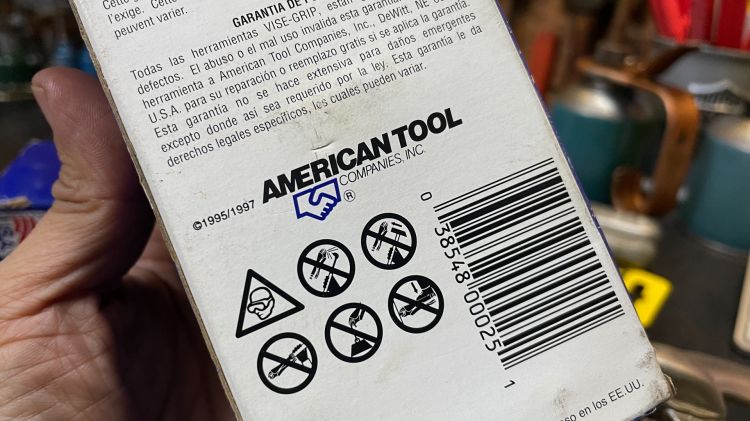 l'exige. Cette
peuvent varier.
GARANTIA DE
Todas las herramientas VISE-GRIP, están
defectos. El abuso o el mal uso invalida esta garantía.
herramienta a American Tool Companies, Inc., DeWitt, NE
U.S.A. para su reparación o reemplazo gratis si se aplica la garantía.
Esta garantía no se hace extensiva para daños emergentes
excepto donde así sea requerido por la ley. Esta garantía le da
derechos legales específicos, los cuales pueden variar.
AMERICAN TOOL
COMPANIES, INC.
®
©1995/1997
0 38548 00025 1
so en los EE.UU.